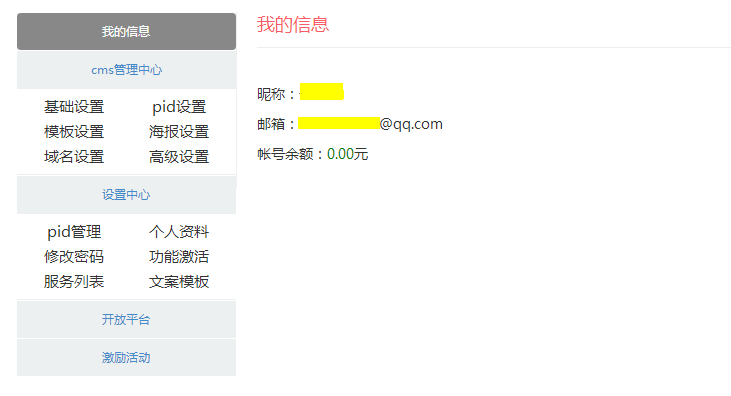 我的信息
cms管理中心
基础设置 pid设置
模板设置 海报设置
域名设置 高级设置
设置中心
pid管理 个人资料
修改密码 功能激活
服务列表 文案模板
开放平台
激励活动
我的信息
昵称：
邮箱：@qq.com
帐号余额：0.00元